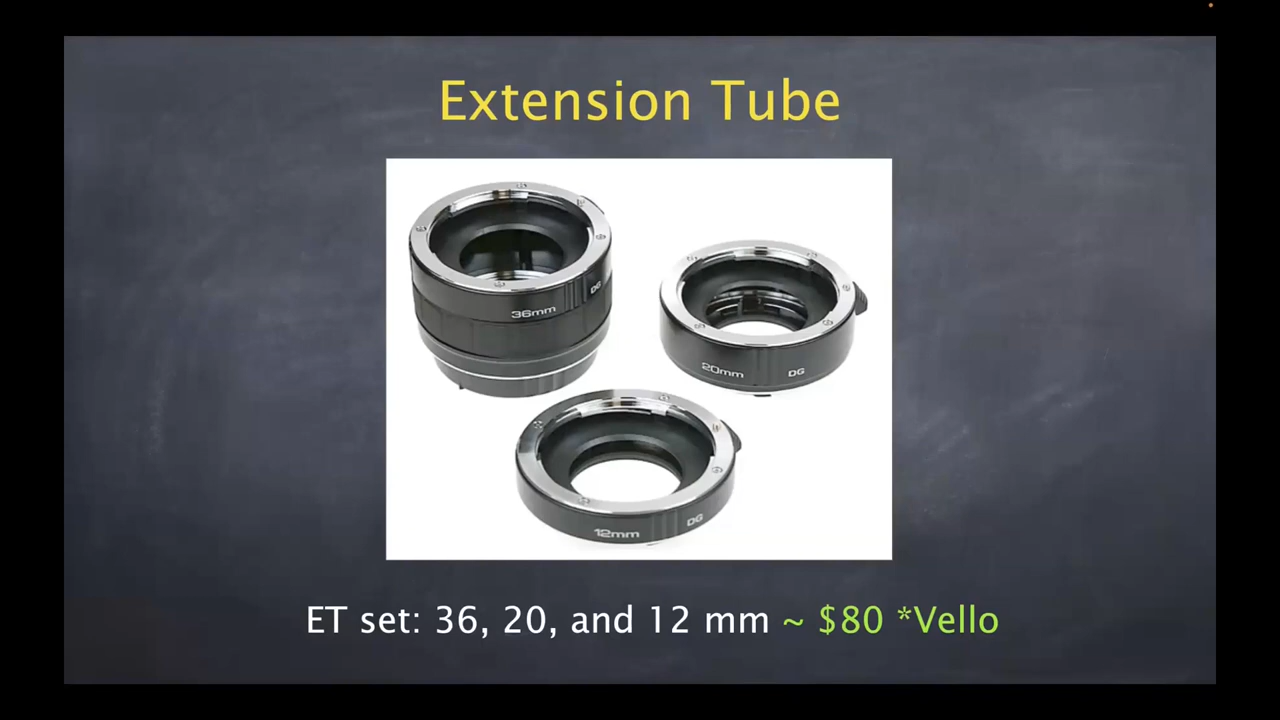 Extension Tube
36mm DG
20mm DG
12mm DG
ET set: 36, 20, and 12 mm ~ $80 *Vello